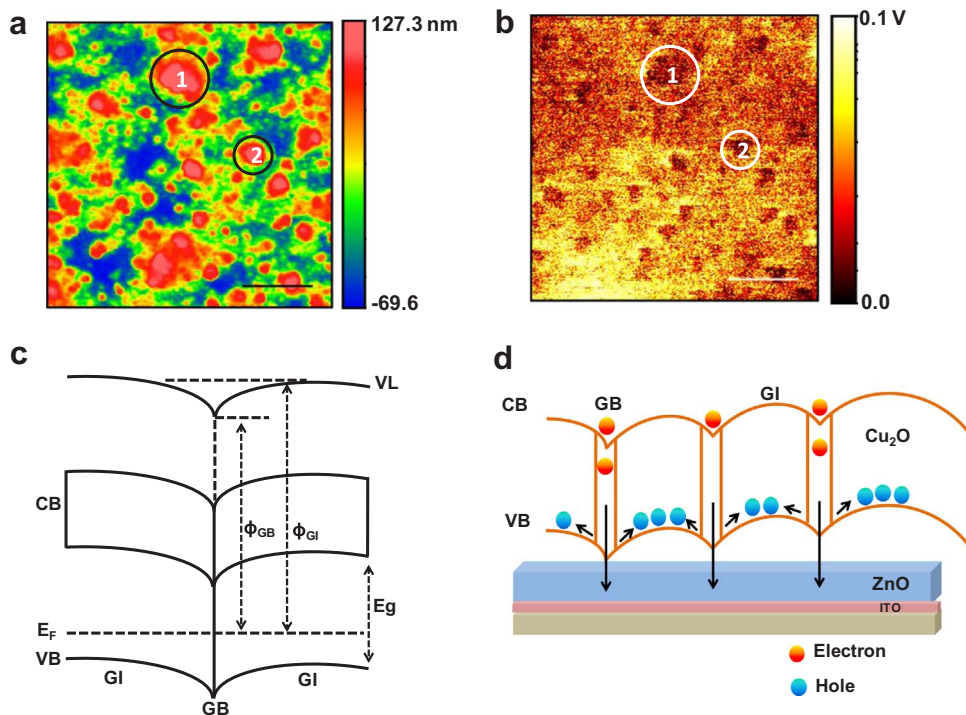 a
127.3 nm
1
2
-69.6
b
0.1 V
1
2
0.0
c
VL
CB
ϕGB
ϕGI
Eg
EF
VB
GI
GI
GB
d
CB
GB
GI
Cu₂O
VB
ZnO
ITO
Electron
Hole